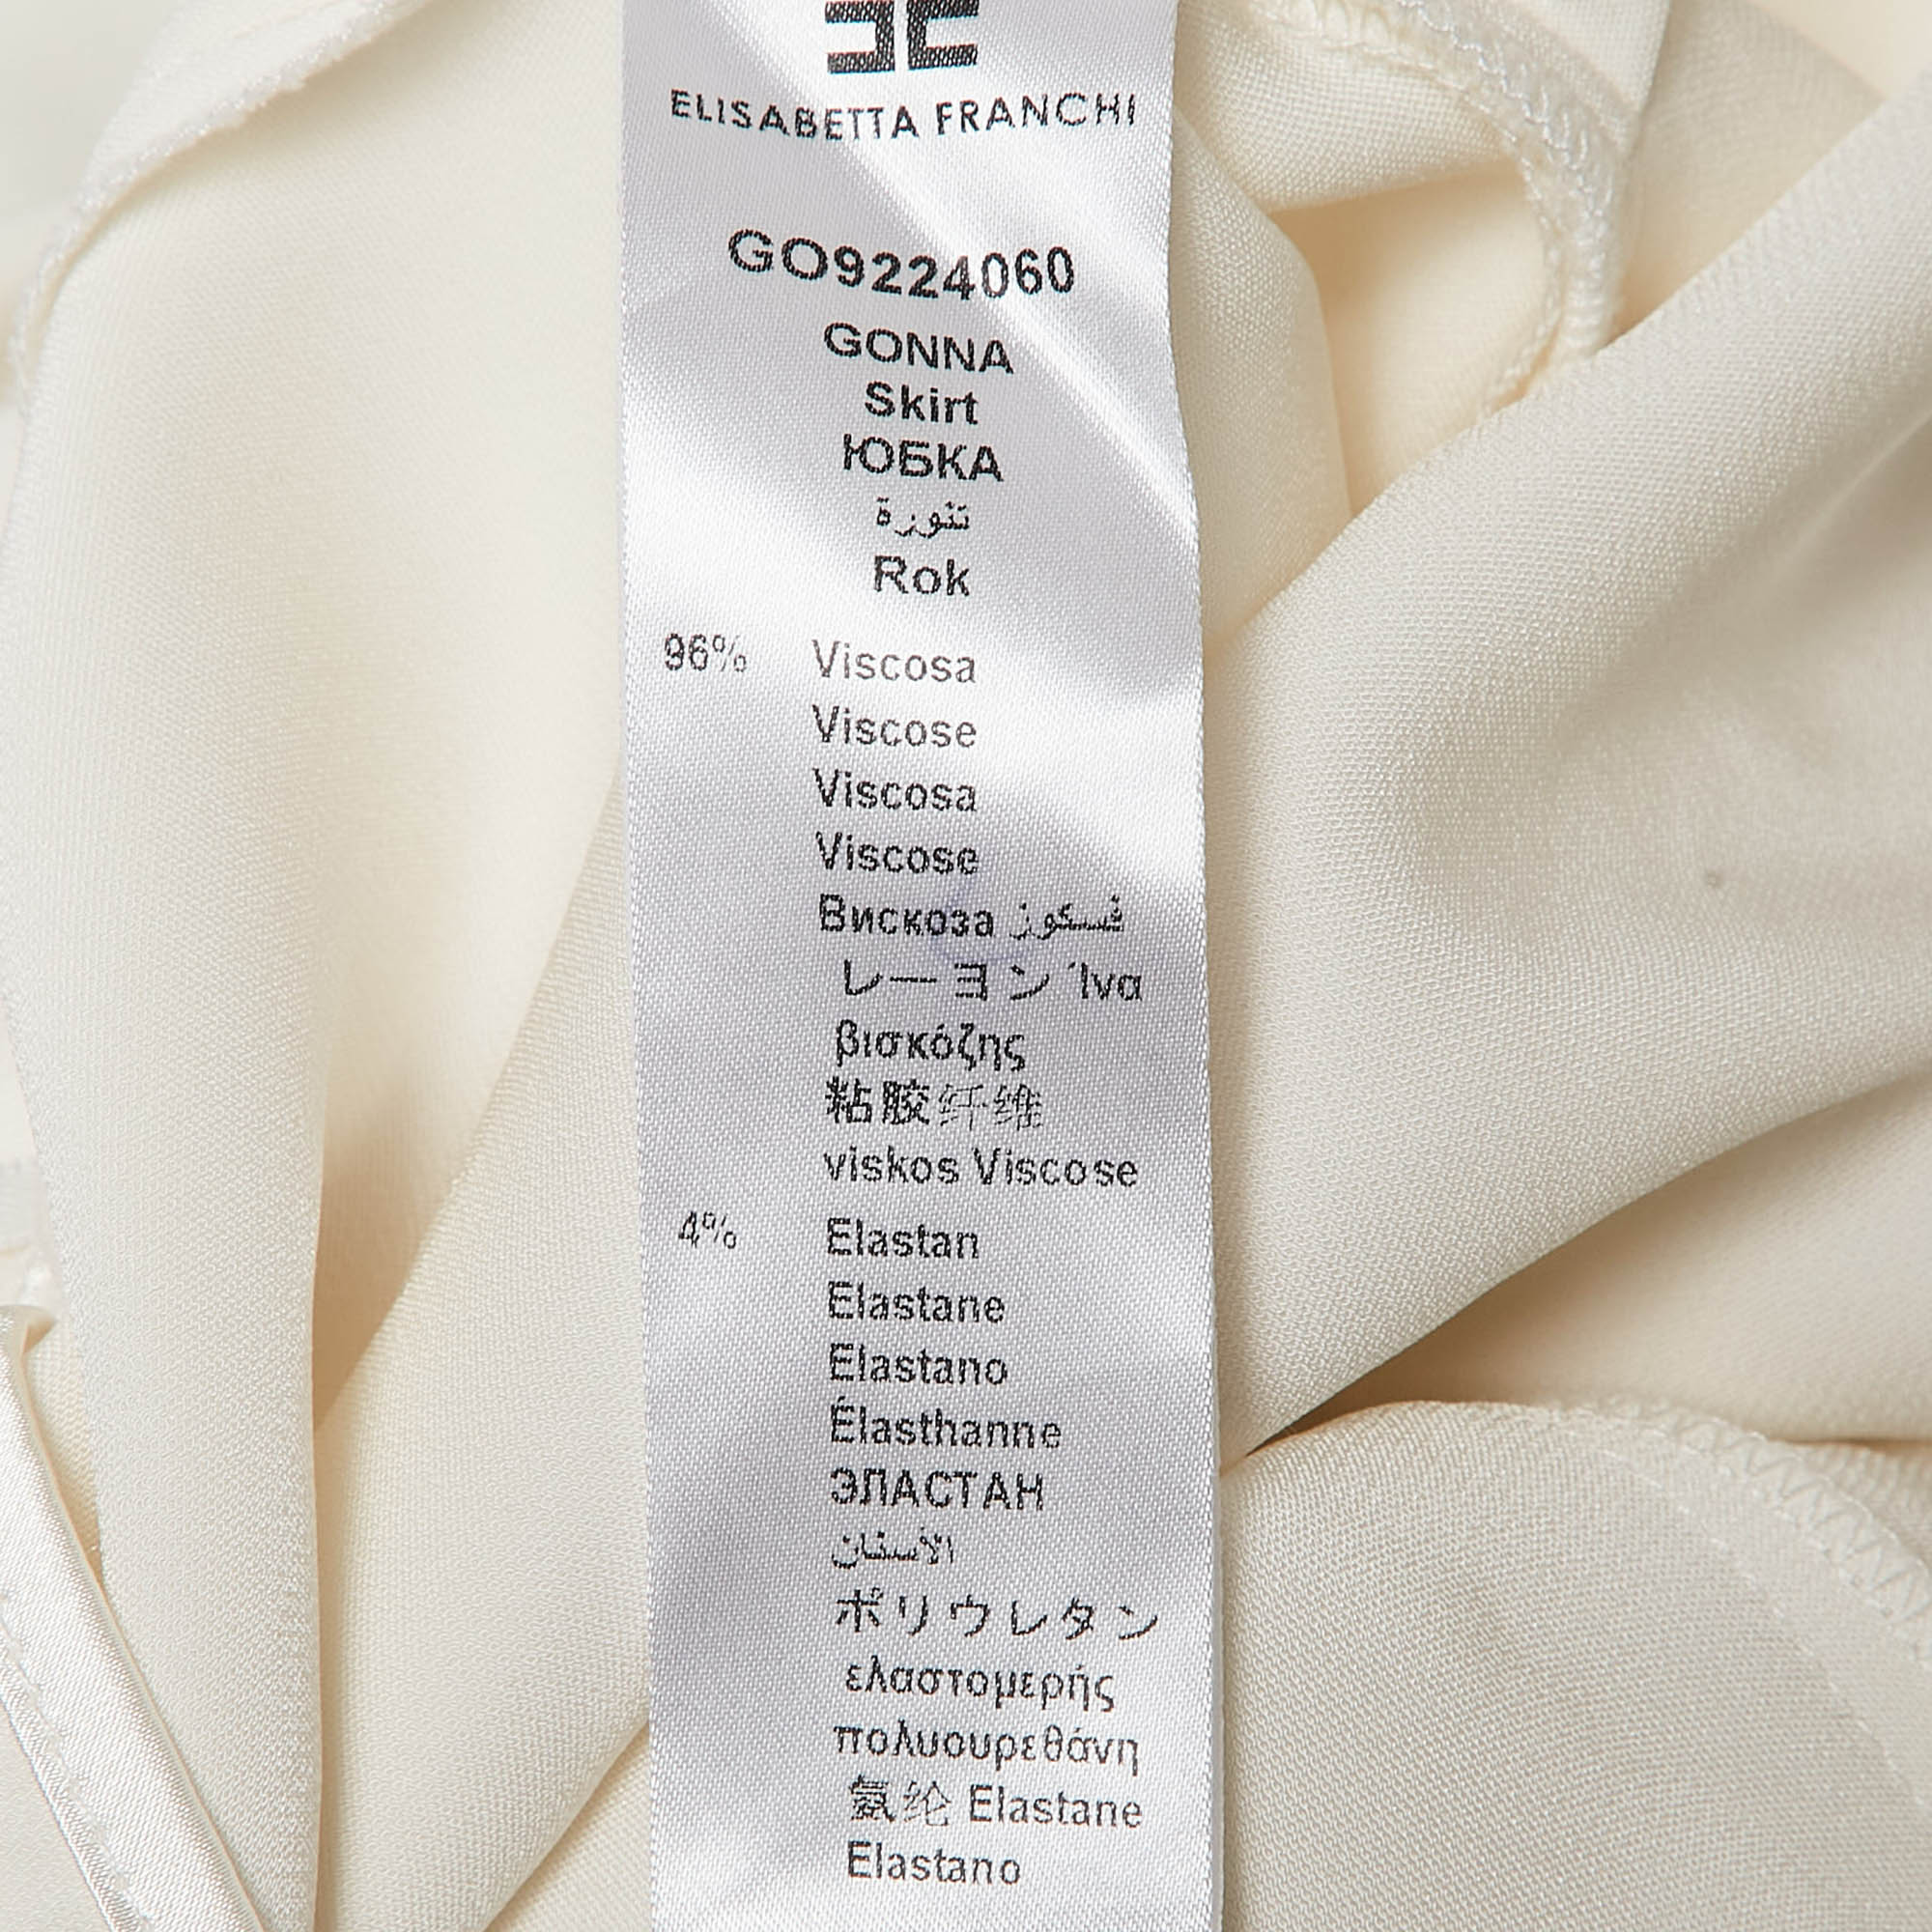 ELISABETTA FRANCHI
GO9224060
GONNA
Skirt
ЮБКА
تنورة
Rok
96% Viscosa
Viscose
Viscosa
Viscose
Вискоза فسكوز
レーヨン Ίνα
βισκόζης
粘胶纤维
viskos Viscose
4% Elastan
Elastane
Elastano
Élasthanne
ЭЛАСТАН
الأستان
ポリウレタン
ελαστομερής
πολυουρεθάνη
氨纶 Elastane
Elastano